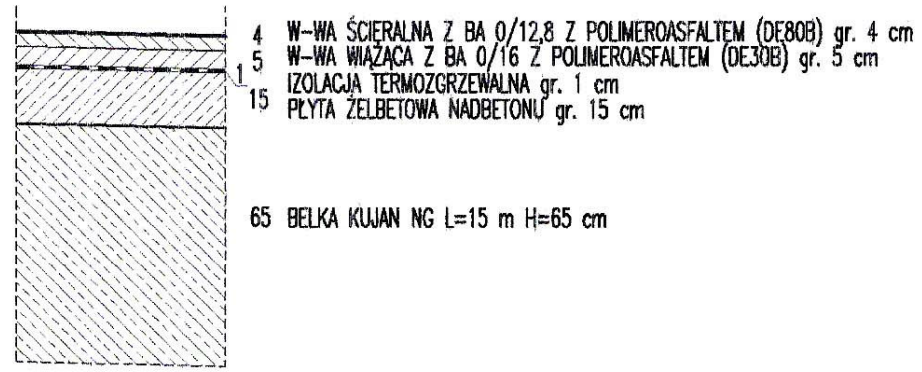 4 W-WA ŚCIERALNA Z BA 0/12,8 Z POLIMEROASFALTEM (DE80B) gr. 4 cm
5 W-WA WIĄŻĄCA Z BA 0/16 Z POLIMEROASFALTEM (DE30B) gr. 5 cm
1 IZOLACJA TERMOZGRZEWALNA gr. 1 cm
15 PŁYTA ŻELBETOWA NADBETONU gr. 15 cm
65 BELKA KUJAN NG L=15 m H=65 cm